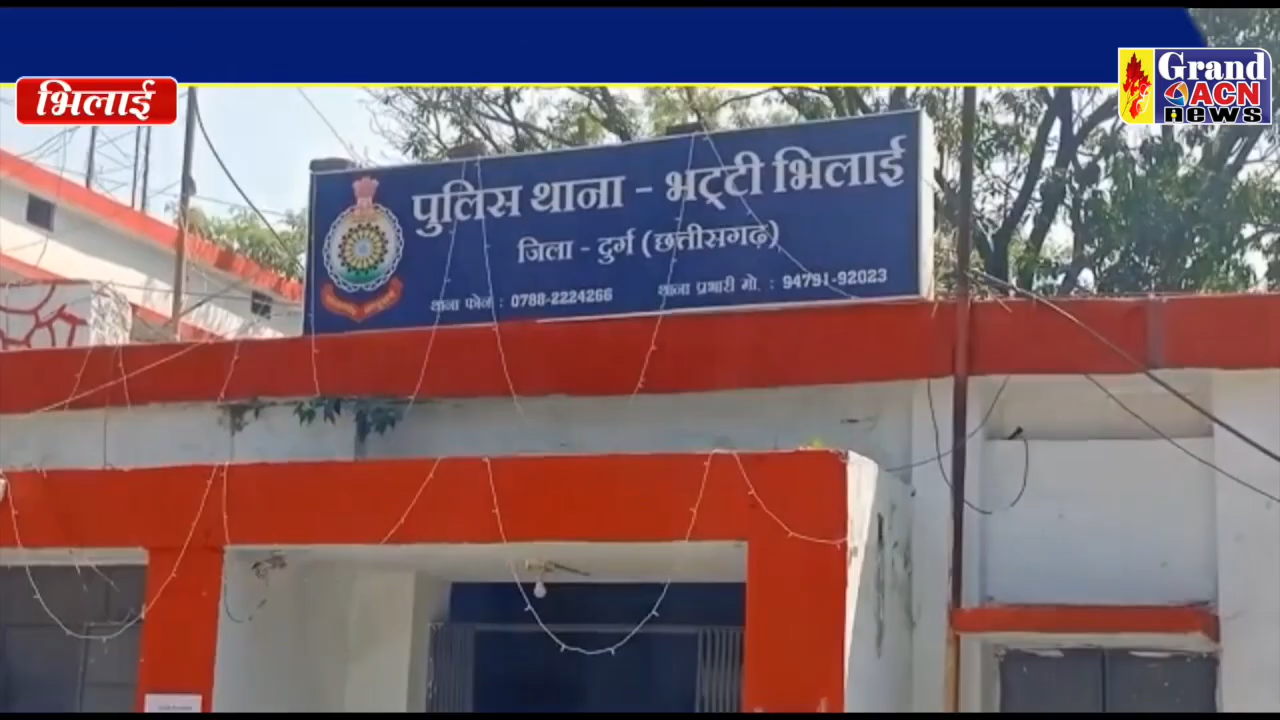 भिलाई
Grand
ACN
news
पुलिस थाना - भट्टी भिलाई
जिला - दुर्ग (छत्तीसगढ़)
थाना फोन : 0788-2224266 थाना प्रभारी मो. : 94791-92023